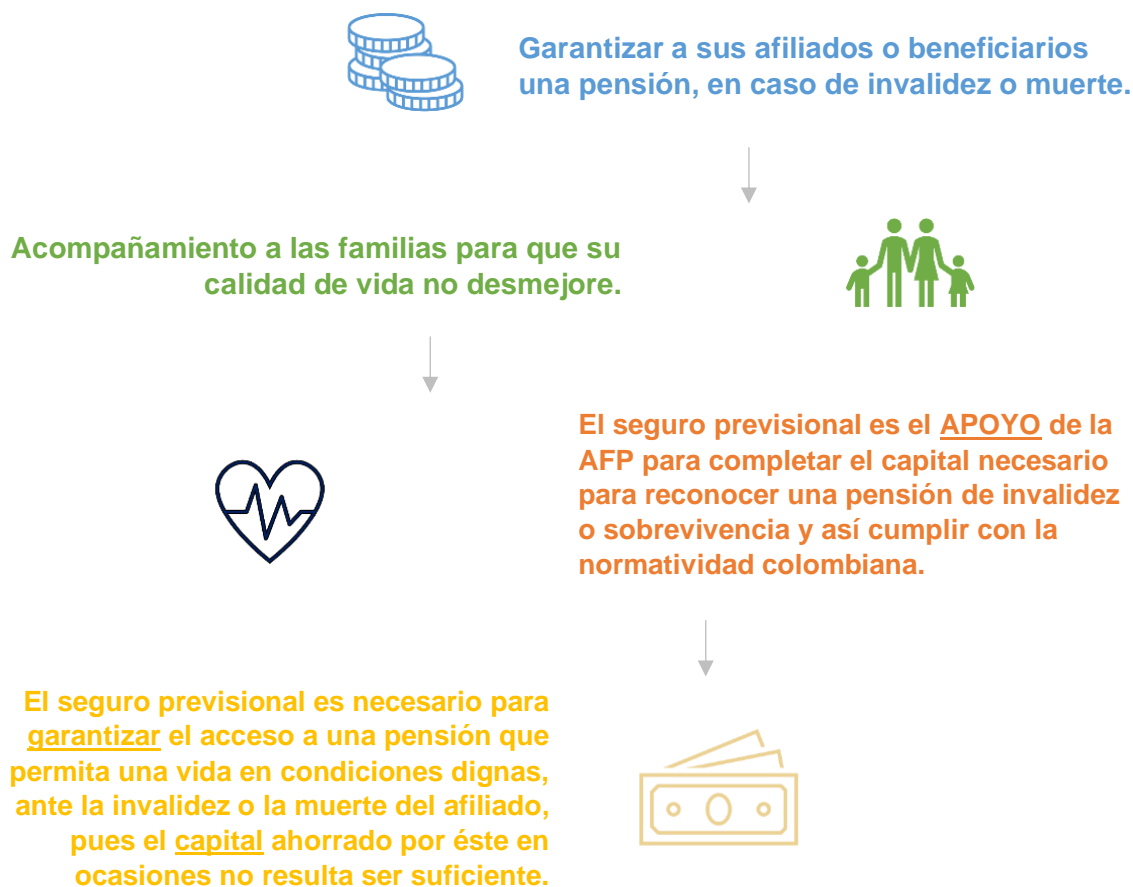 Garantizar a sus afiliados o beneficiarios
una pensión, en caso de invalidez o muerte.
Acompañamiento a las familias para que su
calidad de vida no desmejore.
El seguro previsional es el APOYO de la
AFP para completar el capital necesario
para reconocer una pensión de invalidez
o sobrevivencia y así cumplir con la
normatividad colombiana.
El seguro previsional es necesario para
garantizar el acceso a una pensión que
permita una vida en condiciones dignas,
ante la invalidez o la muerte del afiliado,
pues el capital ahorrado por éste en
ocasiones no resulta ser suficiente.